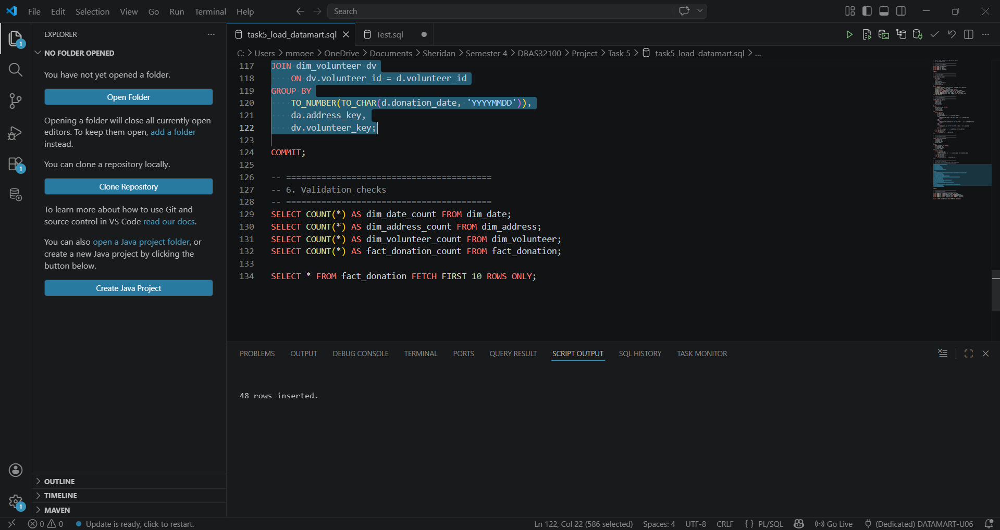 File Edit Selection View Go Run Terminal Help
Search
EXPLORER
NO FOLDER OPENED
You have not yet opened a folder.
Open Folder
Opening a folder will close all currently open
editors. To keep them open, add a folder
instead.
You can clone a repository locally.
Clone Repository
To learn more about how to use Git and
source control in VS Code read our docs.
You can also open a Java project folder, or
create a new Java project by clicking the
button below.
Create Java Project
OUTLINE
TIMELINE
MAVEN
1
1
1
task5_load_datamart.sql Test.sql
C: > Users > mmoee > OneDrive > Documents > Sheridan > Semester 4 > DBAS32100 > Project > Task 5 > task5_load_datamart.sql > ...
117 JOIN dim_volunteer dv
118 ON dv.volunteer_id = d.volunteer_id
119 GROUP BY
120 TO_NUMBER(TO_CHAR(d.donation_date, 'YYYYMMDD')),
121 da.address_key,
122 dv.volunteer_key;
123
124 COMMIT;
125
126 -- =========================================
127 -- 6. Validation checks
128 -- =========================================
129 SELECT COUNT(*) AS dim_date_count FROM dim_date;
130 SELECT COUNT(*) AS dim_address_count FROM dim_address;
131 SELECT COUNT(*) AS dim_volunteer_count FROM dim_volunteer;
132 SELECT COUNT(*) AS fact_donation_count FROM fact_donation;
133
134 SELECT * FROM fact_donation FETCH FIRST 10 ROWS ONLY;
PROBLEMS OUTPUT DEBUG CONSOLE TERMINAL PORTS QUERY RESULT SCRIPT OUTPUT SQL HISTORY TASK MONITOR
48 rows inserted.
0 0 Update is ready, click to restart. Ln 122, Col 22 (586 selected) Spaces: 4 UTF-8 CRLF { } PL/SQL Go Live (Dedicated) DATAMART-U06